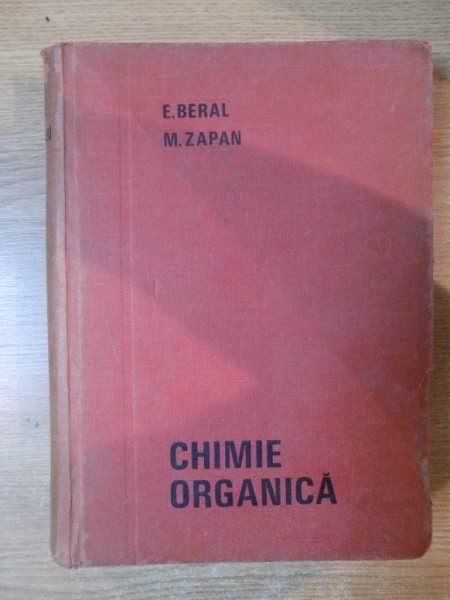 E. BERAL
M. ZAPAN
CHIMIE
ORGANICĂ